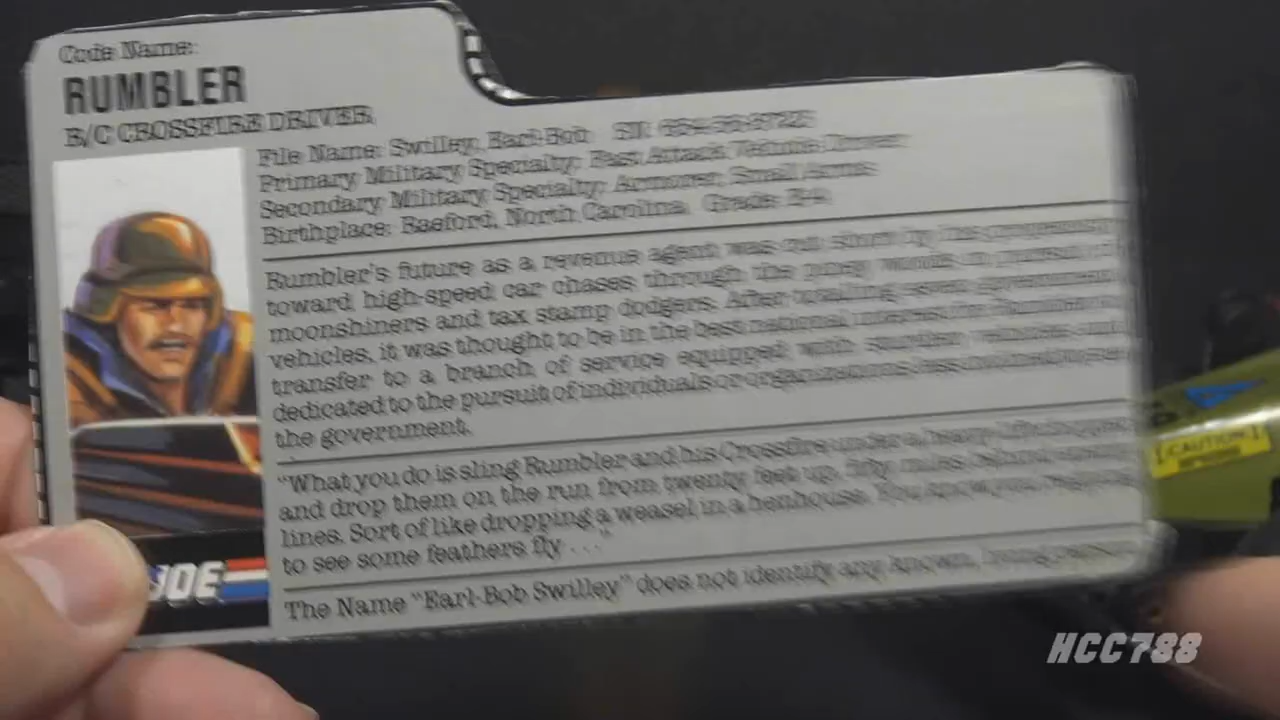 Code Name:
RUMBLER
R/C CROSSFIRE DRIVER
File Name: Swilley, Earl-Bob SN:
Primary Military Specialty: Fast Attack Vehicle Driver
Secondary Military Specialty: Armorer, Small Arms
Birthplace: Raeford, North Carolina Grade: E-4
Rumbler's future as a revenue agent was cut short by his
toward high-speed car chases through the piney woods in pursuit of
moonshiners and tax stamp dodgers. After totalling seven government
vehicles, it was thought to be in the best national interest to
transfer to a branch of service equipped with sturdier vehicles and
dedicated to the pursuit of individuals or organizations
the government.
"What you do is sling Rumbler and his Crossfire under a heavy
and drop them on the run from twenty feet up, fifty miles behind enemy
lines. Sort of like dropping a weasel in a henhouse. You know you
to see some feathers fly . . ."
The Name "Earl-Bob Swilley" does not identify any known, living person
JOE
CAUTION
HCC788